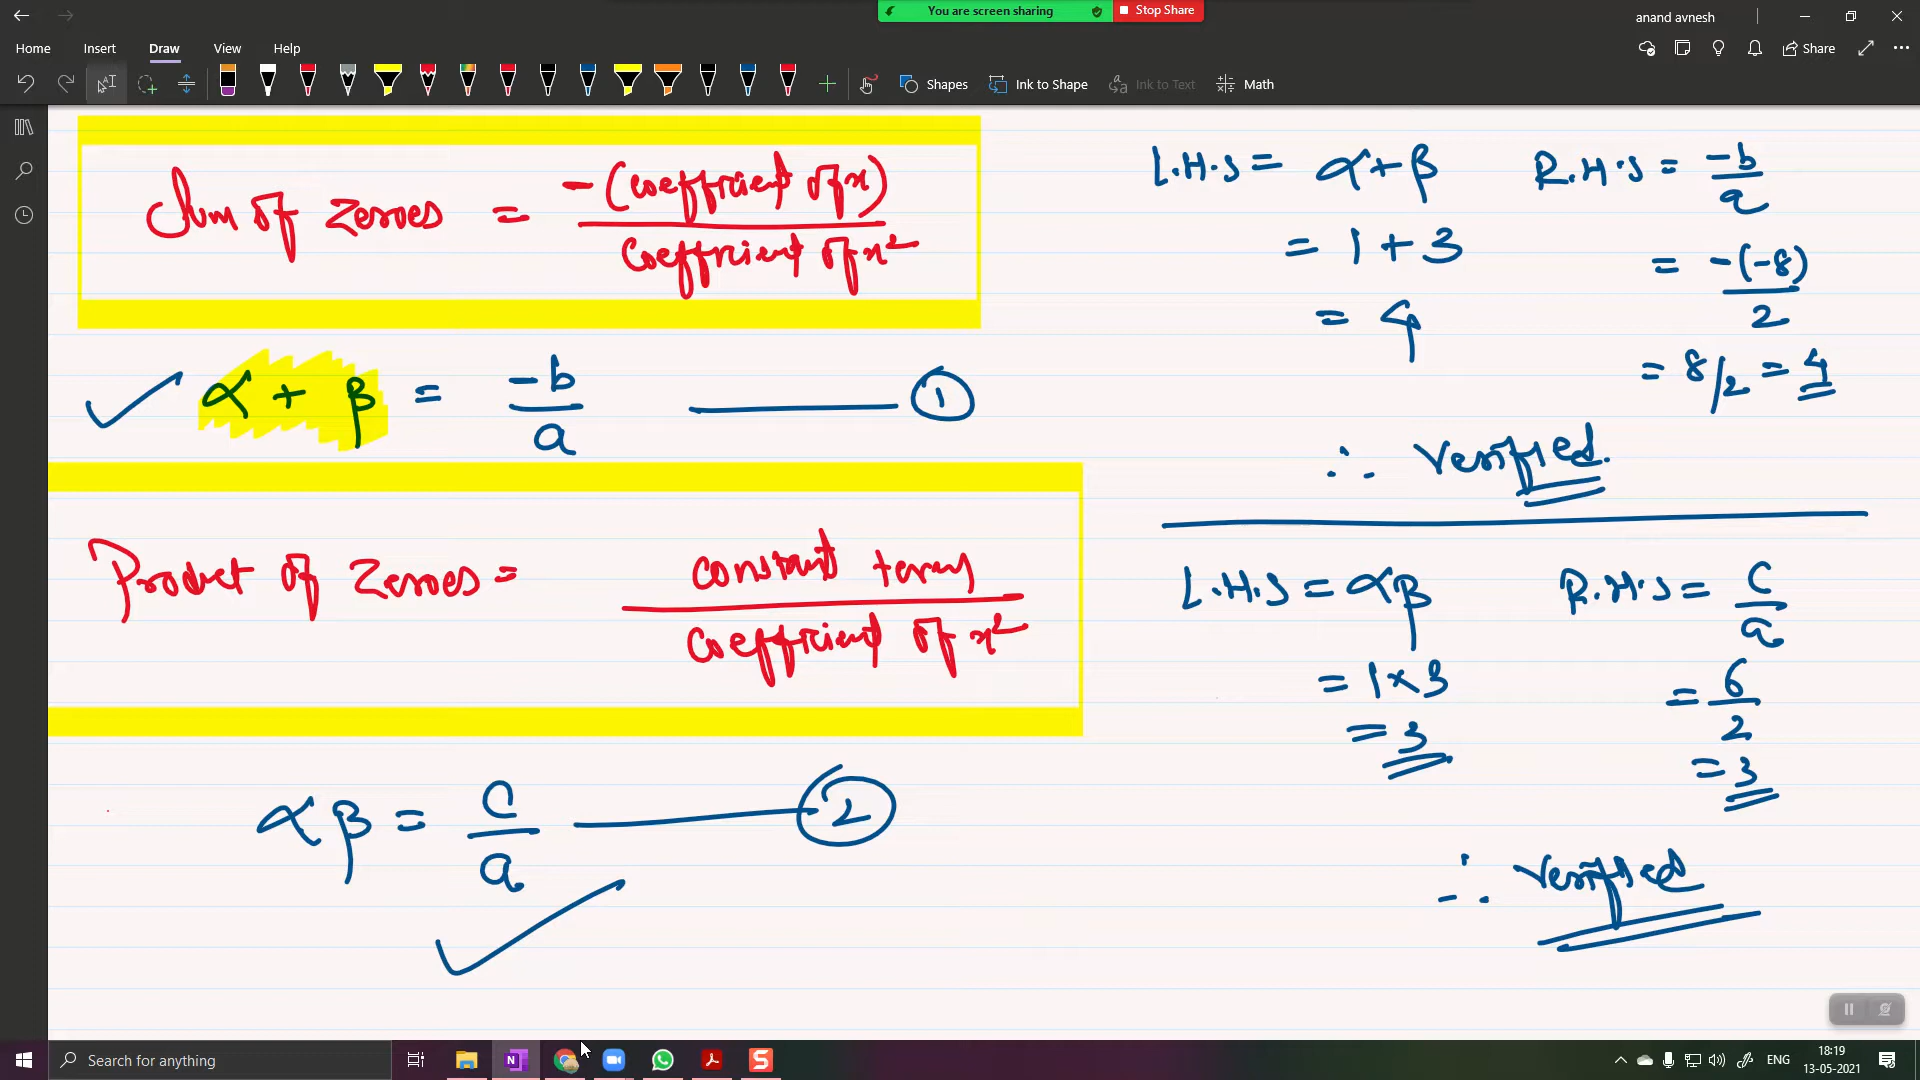 You are screen sharing
Stop Share
anand avnesh
Home Insert Draw View Help
Share
Shapes
Ink to Shape
Ink to Text
Math
Sum of Zeroes = -(coefficient of x) / coefficient of x²
α + β = -b/a ——— ①
Product of Zeroes = constant term / coefficient of x²
αβ = c/a ——— ②
L.H.S = α+β
= 1 + 3
= 4
R.H.S = -b/a
= -(-8)/2
= 8/2 = 4
∴ Verified.
L.H.S = αβ
= 1×3
= 3
R.H.S = c/a
= 6/2
= 3
∴ Verified
Search for anything
ENG
18:19
13-05-2021